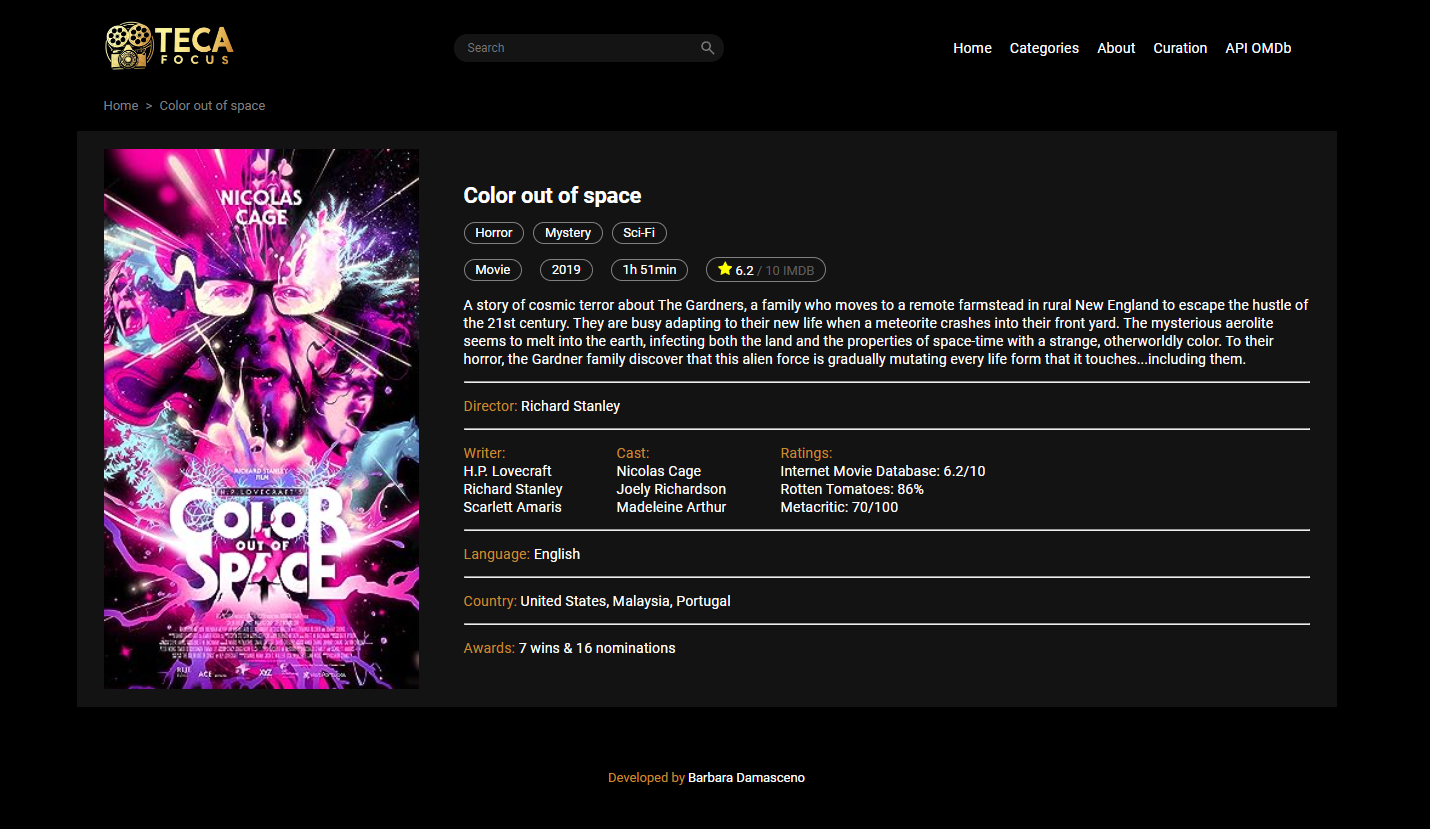 TECA
FOCUS
Search
Home Categories About Curation API OMDb
Home > Color out of space
NICOLAS
CAGE
RICHARD STANLEY
FILM
H.P. LOVECRAFT'S
COLOR
OUT OF
SPACE
ACE
XYZ
Color out of space
Horror Mystery Sci-Fi
Movie 2019 1h 51min 6.2 / 10 IMDB
A story of cosmic terror about The Gardners, a family who moves to a remote farmstead in rural New England to escape the hustle of
the 21st century. They are busy adapting to their new life when a meteorite crashes into their front yard. The mysterious aerolite
seems to melt into the earth, infecting both the land and the properties of space-time with a strange, otherworldly color. To their
horror, the Gardner family discover that this alien force is gradually mutating every life form that it touches...including them.
Director: Richard Stanley
Writer:
H.P. Lovecraft
Richard Stanley
Scarlett Amaris
Cast:
Nicolas Cage
Joely Richardson
Madeleine Arthur
Ratings:
Internet Movie Database: 6.2/10
Rotten Tomatoes: 86%
Metacritic: 70/100
Language: English
Country: United States, Malaysia, Portugal
Awards: 7 wins & 16 nominations
Developed by Barbara Damasceno